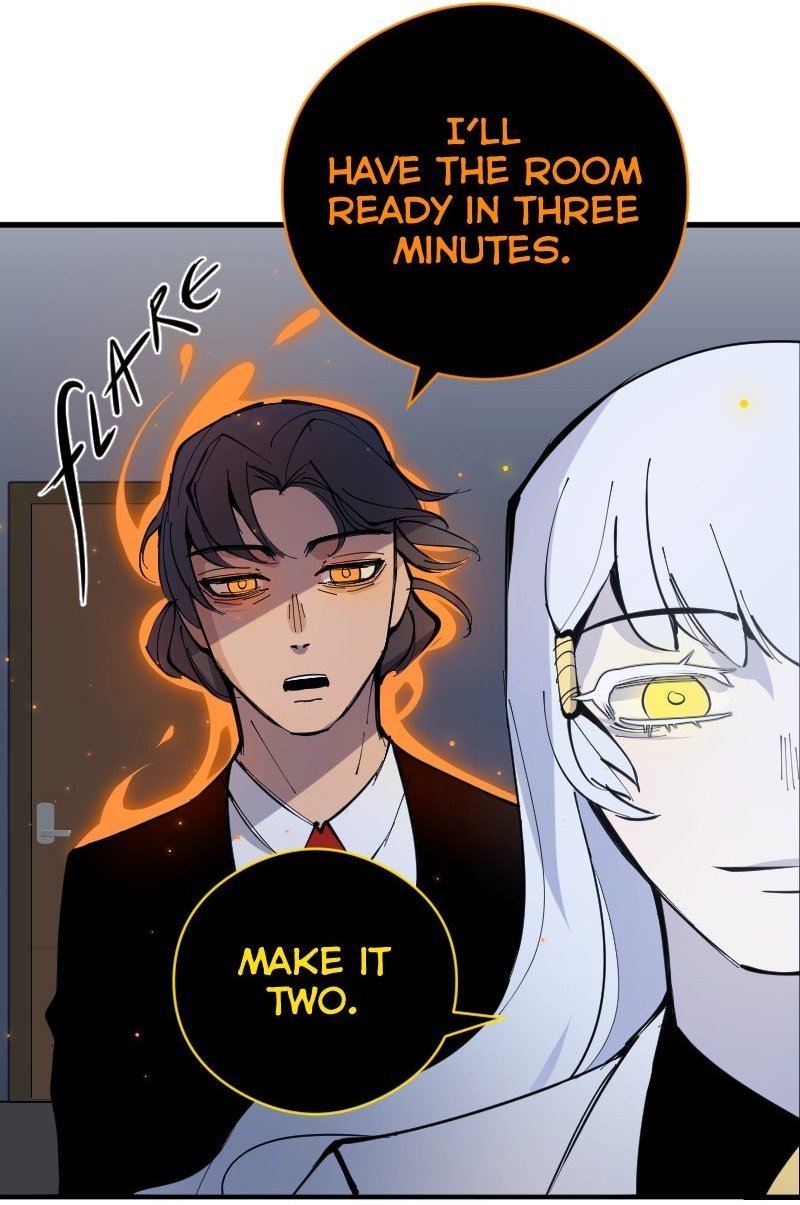 I'LL
HAVE THE ROOM
READY IN THREE
MINUTES.
FLARE
MAKE IT
TWO.